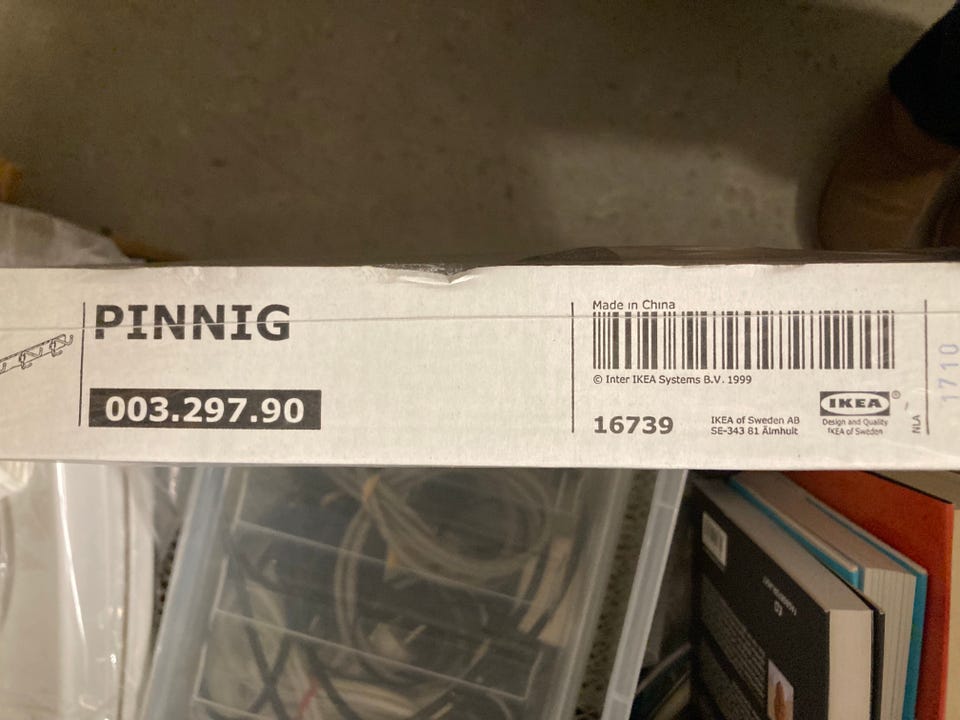 PINNIG
003.297.90
Made in China
© Inter IKEA Systems B.V. 1999
16739
IKEA of Sweden AB
SE-343 81 Älmhult
IKEA®
Design and Quality
IKEA of Sweden
NLA
1710